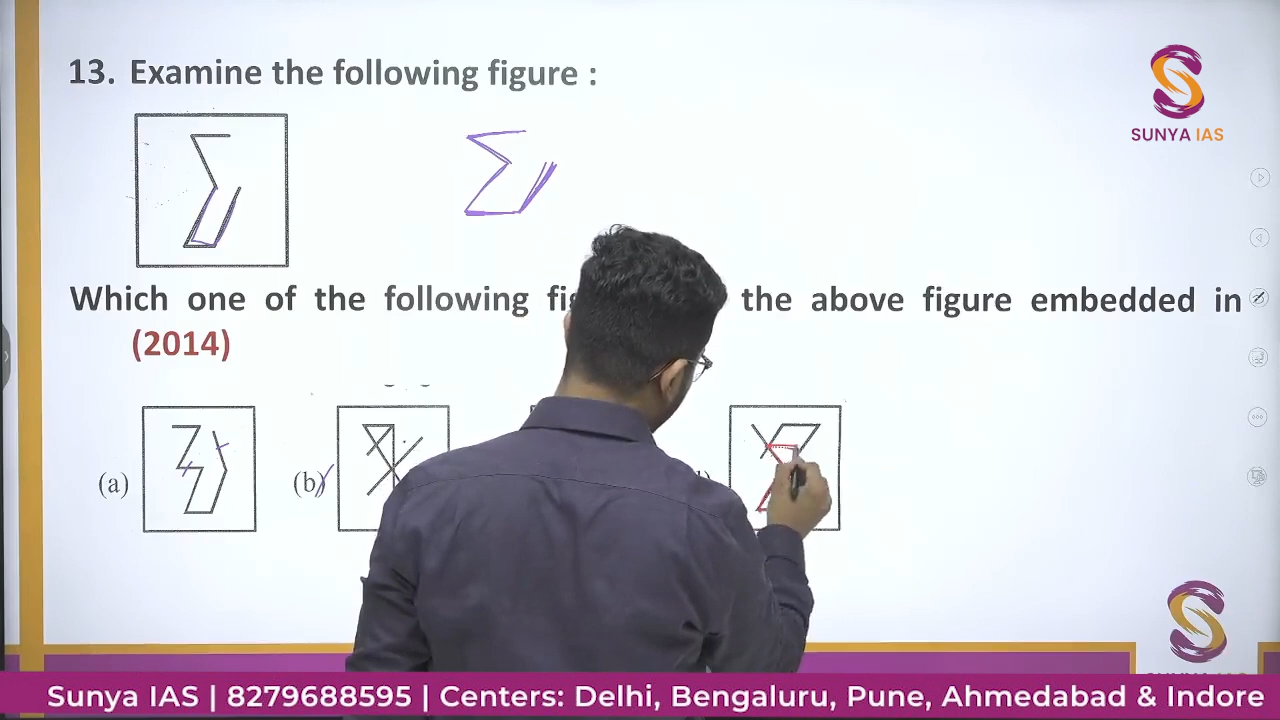 13. Examine the following figure :
SUNYA IAS
Which one of the following the above figure embedded in
(2014)
(a)
(b)
Sunya IAS | 8279688595 | Centers: Delhi, Bengaluru, Pune, Ahmedabad & Indore